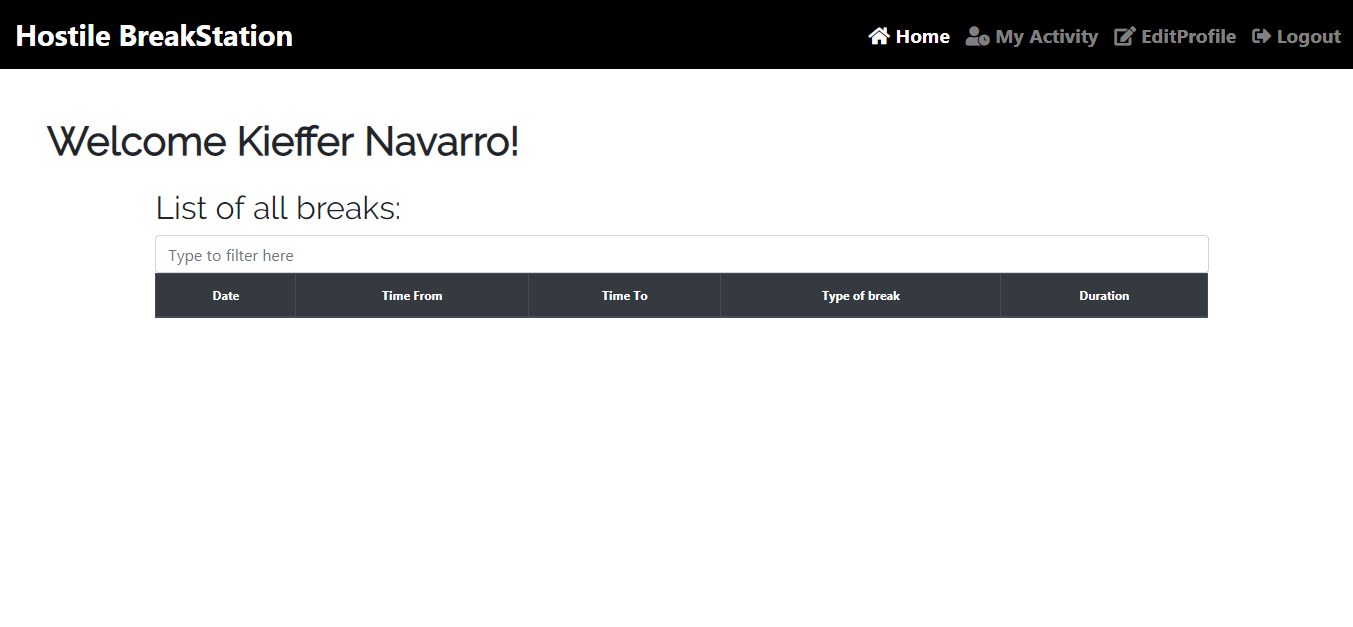 Hostile BreakStation Home My Activity EditProfile Logout
Welcome Kieffer Navarro!
List of all breaks:
Type to filter here
Date Time From Time To Type of break Duration